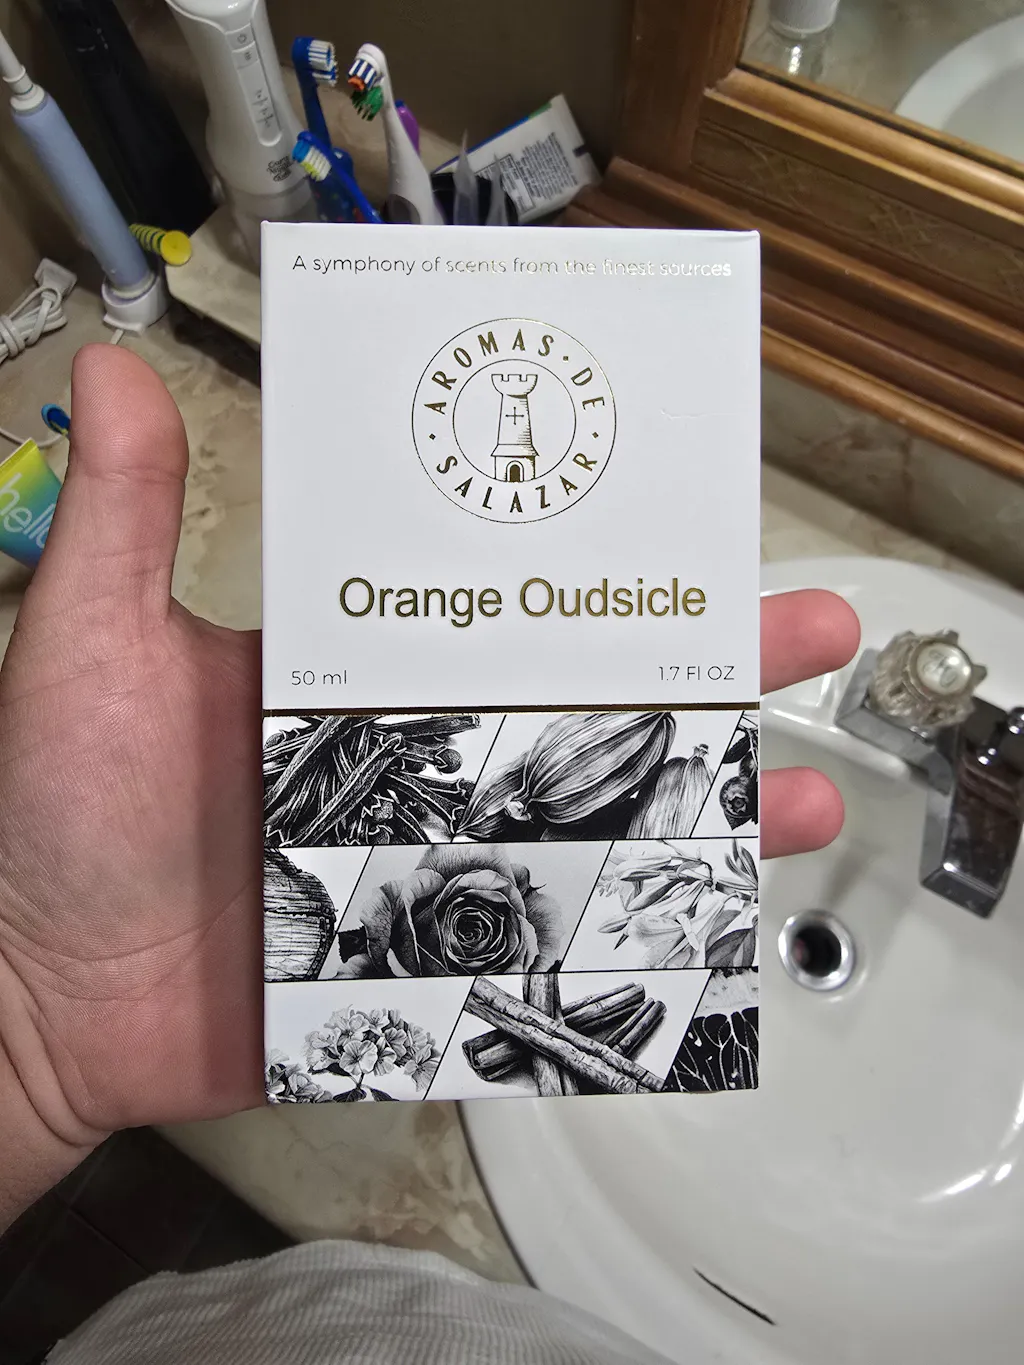 A symphony of scents from the finest sources
AROMAS · DE · SALAZAR ·
Orange Oudsicle
50 ml
1.7 Fl OZ
hello